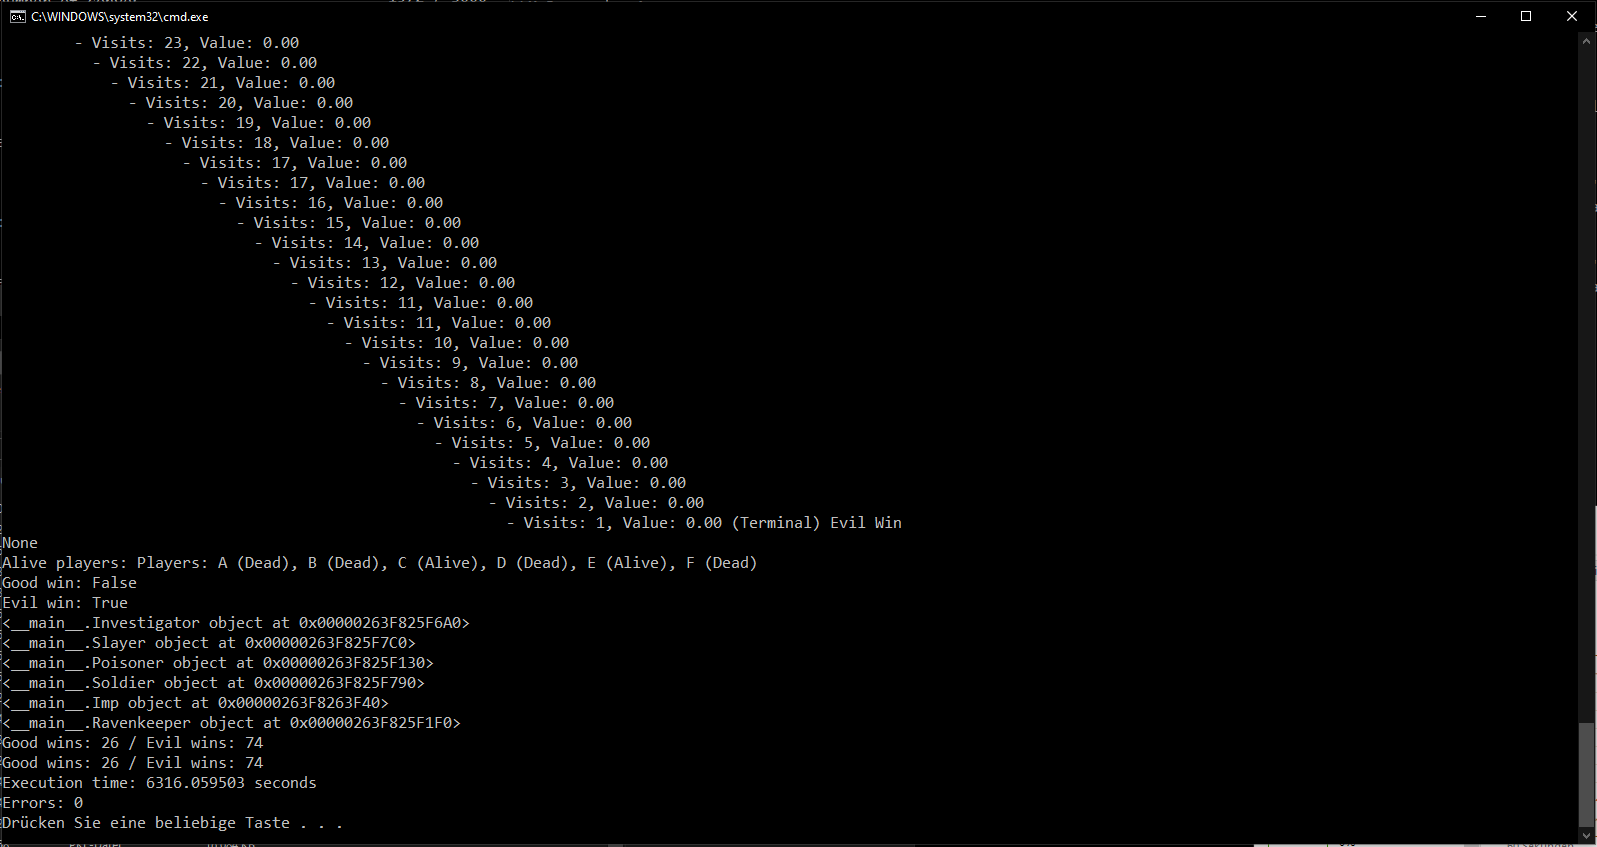 C:\WINDOWS\system32\cmd.exe
- Visits: 23, Value: 0.00
- Visits: 22, Value: 0.00
- Visits: 21, Value: 0.00
- Visits: 20, Value: 0.00
- Visits: 19, Value: 0.00
- Visits: 18, Value: 0.00
- Visits: 17, Value: 0.00
- Visits: 17, Value: 0.00
- Visits: 16, Value: 0.00
- Visits: 15, Value: 0.00
- Visits: 14, Value: 0.00
- Visits: 13, Value: 0.00
- Visits: 12, Value: 0.00
- Visits: 11, Value: 0.00
- Visits: 11, Value: 0.00
- Visits: 10, Value: 0.00
- Visits: 9, Value: 0.00
- Visits: 8, Value: 0.00
- Visits: 7, Value: 0.00
- Visits: 6, Value: 0.00
- Visits: 5, Value: 0.00
- Visits: 4, Value: 0.00
- Visits: 3, Value: 0.00
- Visits: 2, Value: 0.00
- Visits: 1, Value: 0.00 (Terminal) Evil Win
None
Alive players: Players: A (Dead), B (Dead), C (Alive), D (Dead), E (Alive), F (Dead)
Good win: False
Evil win: True
<__main__.Investigator object at 0x00000263F825F6A0>
<__main__.Slayer object at 0x00000263F825F7C0>
<__main__.Poisoner object at 0x00000263F825F130>
<__main__.Soldier object at 0x00000263F825F790>
<__main__.Imp object at 0x00000263F8263F40>
<__main__.Ravenkeeper object at 0x00000263F825F1F0>
Good wins: 26 / Evil wins: 74
Good wins: 26 / Evil wins: 74
Execution time: 6316.059503 seconds
Errors: 0
Drücken Sie eine beliebige Taste . . .